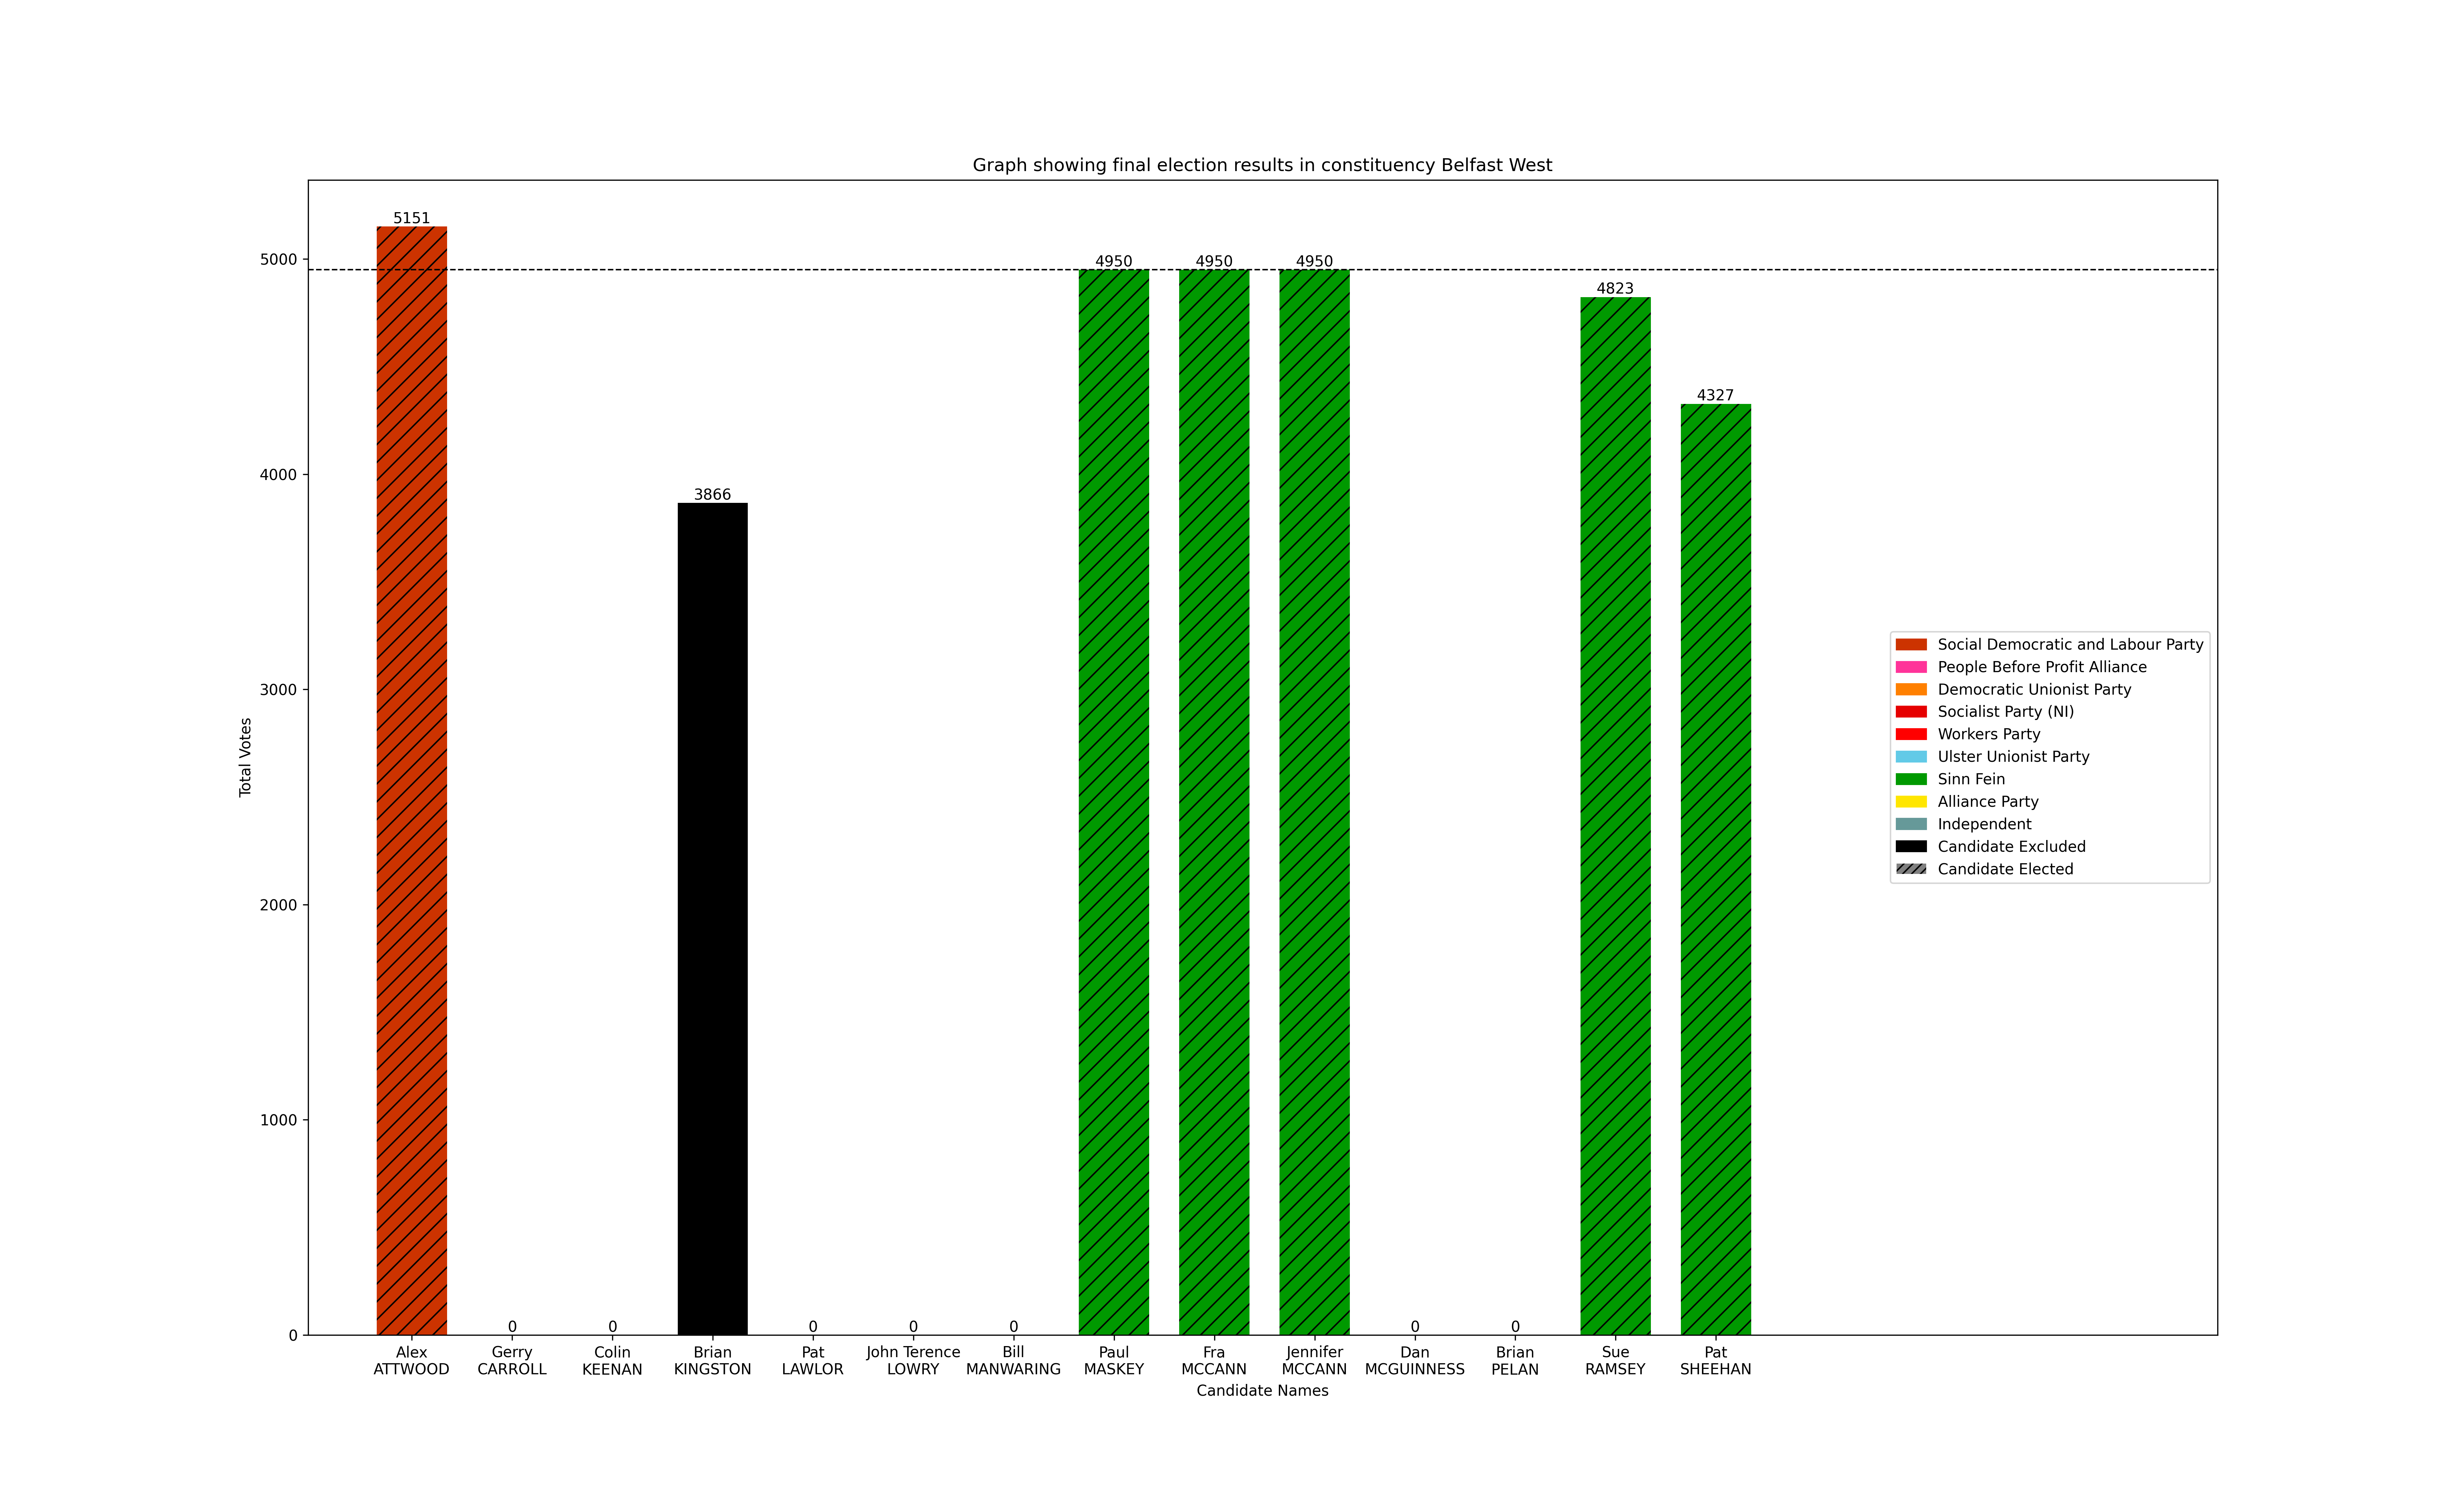 Graph showing final election results in constituency Belfast West
5151
4950
4950
4950
4823
4327
3866
0
0
0
0
0
0
0
5000
4000
3000
2000
1000
0
Total Votes
Social Democratic and Labour Party
People Before Profit Alliance
Democratic Unionist Party
Socialist Party (NI)
Workers Party
Ulster Unionist Party
Sinn Fein
Alliance Party
Independent
Candidate Excluded
Candidate Elected
Alex
ATTWOOD
Gerry
CARROLL
Colin
KEENAN
Brian
KINGSTON
Pat
LAWLOR
John Terence
LOWRY
Bill
MANWARING
Paul
MASKEY
Fra
MCCANN
Jennifer
MCCANN
Dan
MCGUINNESS
Brian
PELAN
Sue
RAMSEY
Pat
SHEEHAN
Candidate Names